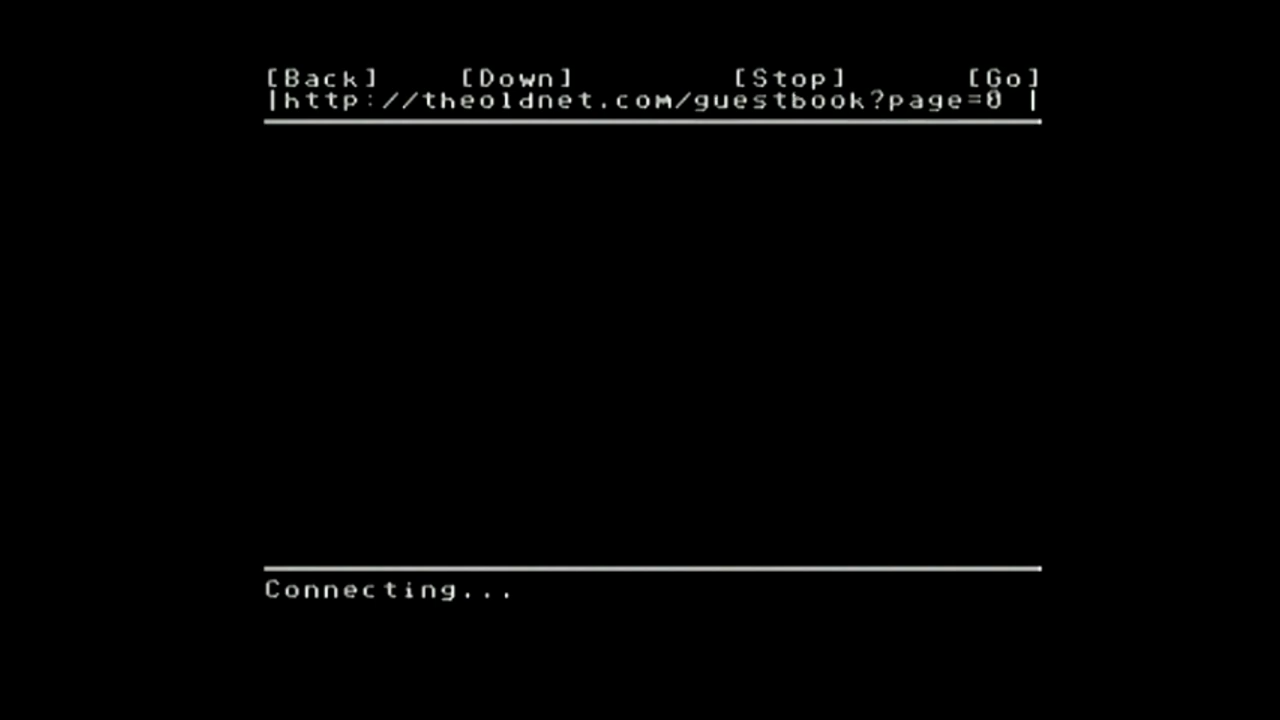 [Back] [Down] [Stop] [Go]
|http://theoldnet.com/guestbook?page=0 |
Connecting...